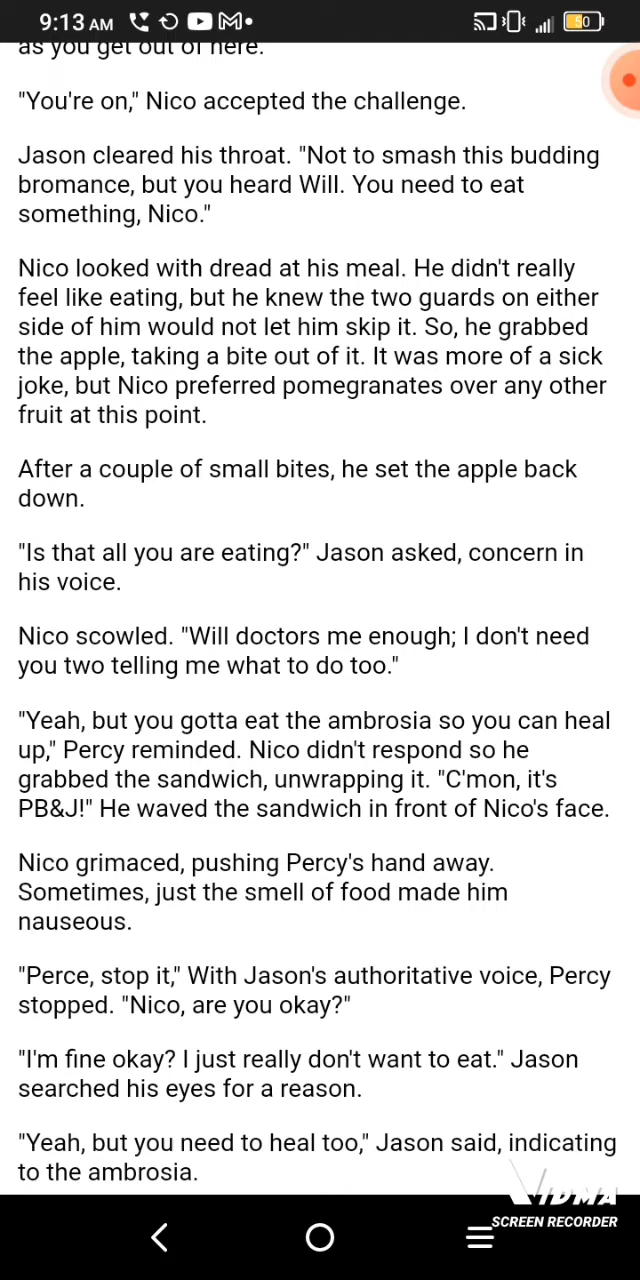 9:13 AM
50
as you get out of here.
"You're on," Nico accepted the challenge.
Jason cleared his throat. "Not to smash this budding
bromance, but you heard Will. You need to eat
something, Nico."
Nico looked with dread at his meal. He didn't really
feel like eating, but he knew the two guards on either
side of him would not let him skip it. So, he grabbed
the apple, taking a bite out of it. It was more of a sick
joke, but Nico preferred pomegranates over any other
fruit at this point.
After a couple of small bites, he set the apple back
down.
"Is that all you are eating?" Jason asked, concern in
his voice.
Nico scowled. "Will doctors me enough; I don't need
you two telling me what to do too."
"Yeah, but you gotta eat the ambrosia so you can heal
up," Percy reminded. Nico didn't respond so he
grabbed the sandwich, unwrapping it. "C'mon, it's
PB&J!" He waved the sandwich in front of Nico's face.
Nico grimaced, pushing Percy's hand away.
Sometimes, just the smell of food made him
nauseous.
"Perce, stop it," With Jason's authoritative voice, Percy
stopped. "Nico, are you okay?"
"I'm fine okay? I just really don't want to eat." Jason
searched his eyes for a reason.
"Yeah, but you need to heal too," Jason said, indicating
to the ambrosia.
VIDMA
SCREEN RECORDER